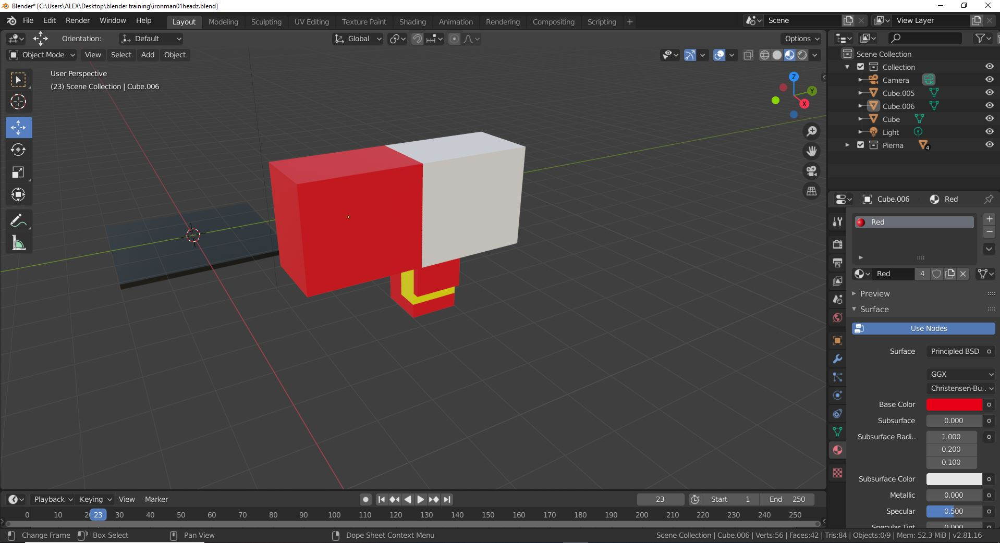 Blender* [C:\Users\ALEX\Desktop\blender training\ironman01headz.blend]
File Edit Render Window Help Layout Modeling Sculpting UV Editing Texture Paint Shading Animation Rendering Compositing Scripting + Scene View Layer
Orientation: Default Global Options
Object Mode View Select Add Object
User Perspective
(23) Scene Collection | Cube.006
Z
Y
X
Scene Collection
Collection
Camera
Cube.005
Cube.006
Cube
Light
Pierna 4
Cube.006 Red
Red
Red 4
Preview
Surface
Use Nodes
Surface Principled BSD
GGX
Christensen-Bu..
Base Color
Subsurface 0.000
Subsurface Radi.. 1.000
0.200
0.100
Subsurface Color
Metallic 0.000
Specular 0.500
Specular Tint 0.000
Playback Keying View Marker 23 Start 1 End 250
0 10 23 30 40 50 60 70 80 90 100 110 120 130 140 150 160 170 180 190 200 210 220 230 240 250
Change Frame Box Select Pan View Dope Sheet Context Menu Scene Collection | Cube.006 | Verts:56 | Faces:42 | Tris:84 | Objects:0/9 | Mem: 52.3 MiB | v2.81.16